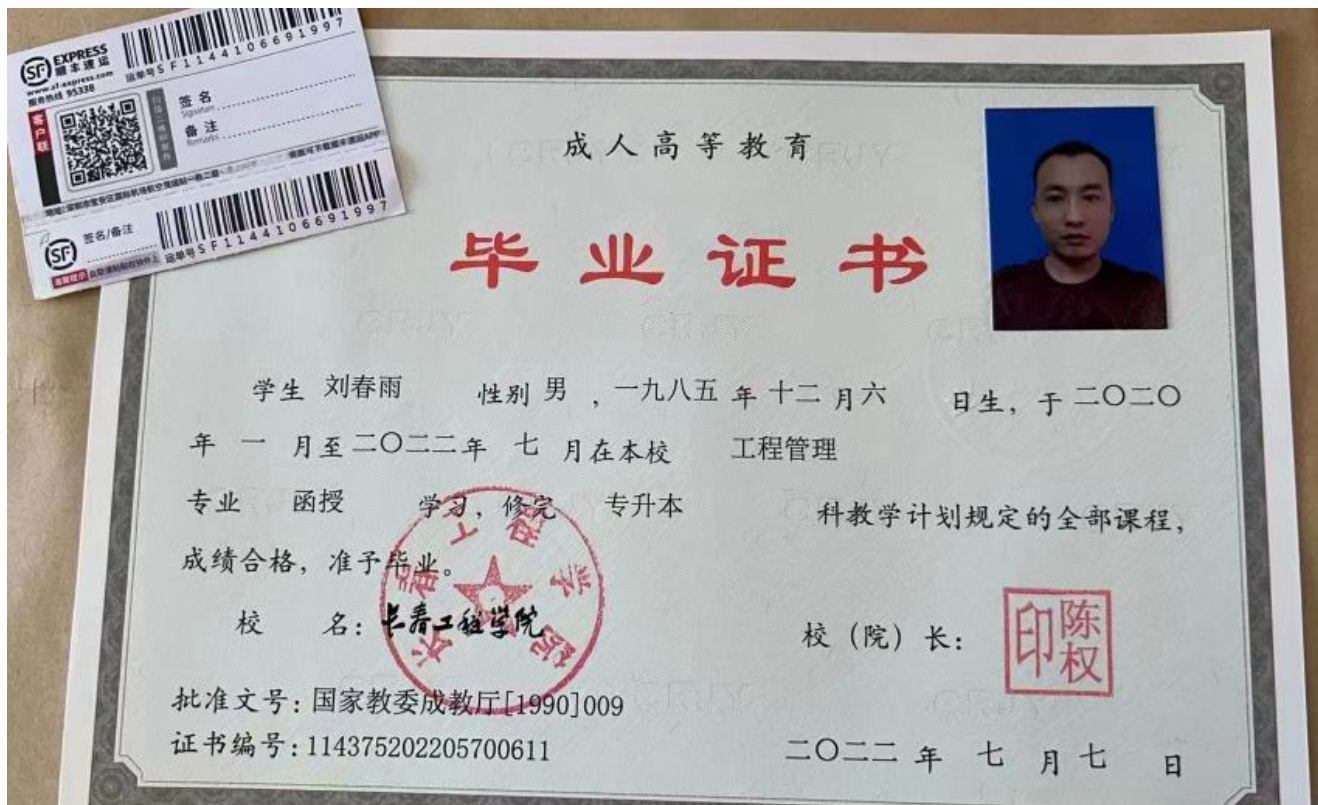 SF EXPRESS
顺丰速运
www.sf-express.com
服务热线 95338
运单号 SF1144106691997
客户联
签名
Signature
备注
Remarks
签名/备注
SF
运单号 SF1144106691997
成人高等教育
毕业证书
学生 刘春雨 性别 男 , 一九八五 年 十二 月 六 日生, 于 二〇二〇
年 一 月至 二〇二二 年 七 月在本校 工程管理
专业 函授 学习, 修完 专升本 科教学计划规定的全部课程,
成绩合格, 准予毕业。
校 名: 长春工程学院
长春工程学院
校(院)长:
陈权印
批准文号: 国家教委成教厅[1990]009
证书编号: 114375202205700611
二〇二二 年 七 月 七 日